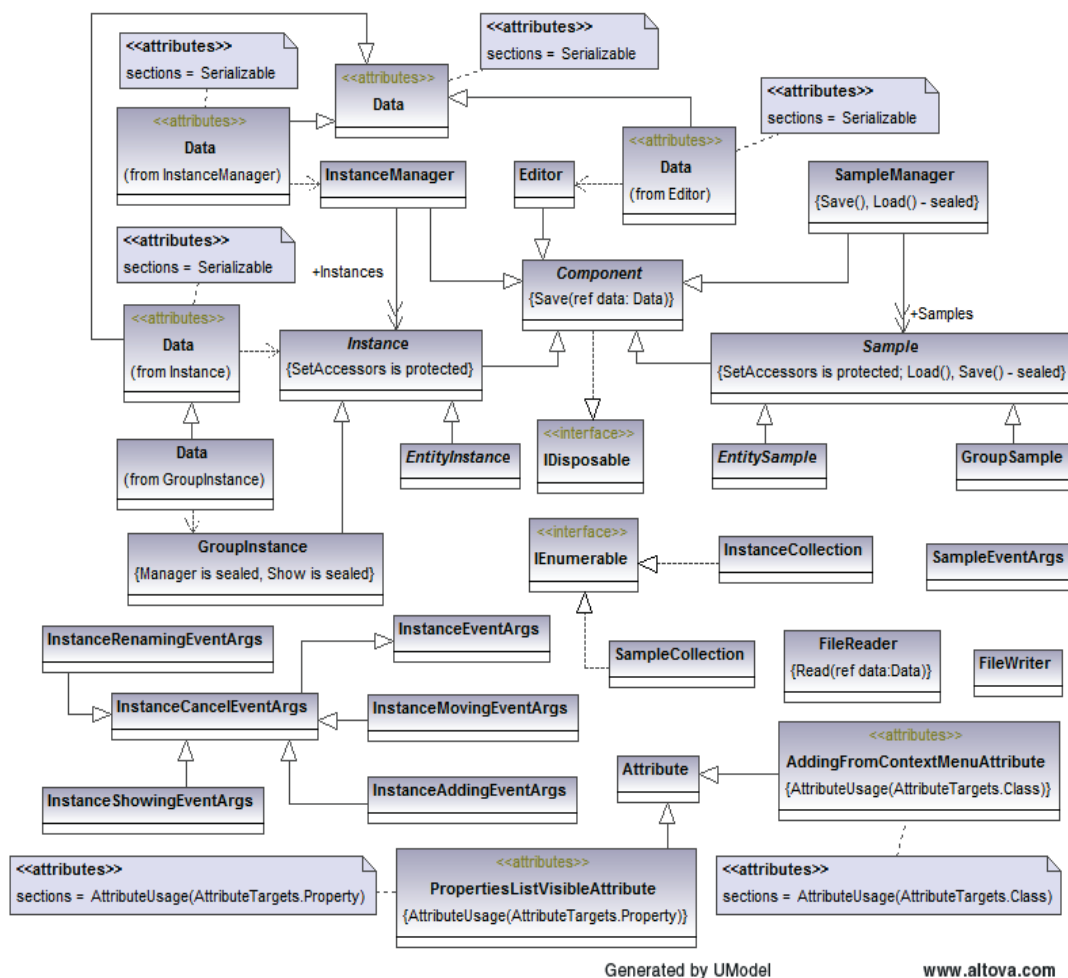 <<attributes>>
sections = Serializable
<<attributes>>
sections = Serializable
<<attributes>>
Data
<<attributes>>
sections = Serializable
<<attributes>>
Data
(from InstanceManager)
<<attributes>>
Data
(from Editor)
InstanceManager
Editor
SampleManager
{Save(), Load() - sealed}
<<attributes>>
sections = Serializable
+Instances
Component
{Save(ref data: Data)}
+Samples
<<attributes>>
Data
(from Instance)
Instance
{SetAccessors is protected}
Sample
{SetAccessors is protected; Load(), Save() - sealed}
Data
(from GroupInstance)
EntityInstance
<<interface>>
IDisposable
EntitySample
GroupSample
GroupInstance
{Manager is sealed, Show is sealed}
<<interface>>
IEnumerable
InstanceCollection
SampleEventArgs
InstanceRenamingEventArgs
InstanceEventArgs
SampleCollection
FileReader
{Read(ref data:Data)}
FileWriter
InstanceCancelEventArgs
InstanceMovingEventArgs
Attribute
<<attributes>>
AddingFromContextMenuAttribute
{AttributeUsage(AttributeTargets.Class)}
InstanceShowingEventArgs
InstanceAddingEventArgs
<<attributes>>
sections = AttributeUsage(AttributeTargets.Property)
<<attributes>>
PropertiesListVisibleAttribute
{AttributeUsage(AttributeTargets.Property)}
<<attributes>>
sections = AttributeUsage(AttributeTargets.Class)
Generated by UModel
www.altova.com